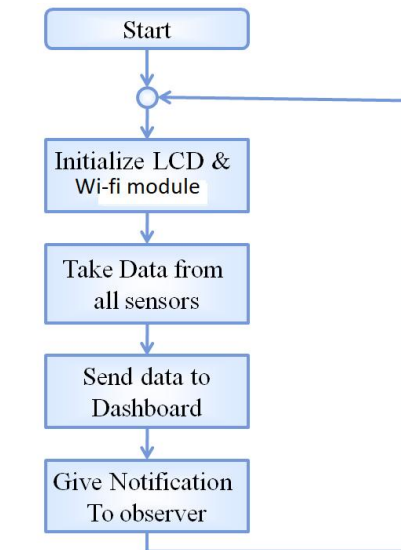 Start
Initialize LCD &
Wi-fi module
Take Data from
all sensors
Send data to
Dashboard
Give Notification
To observer